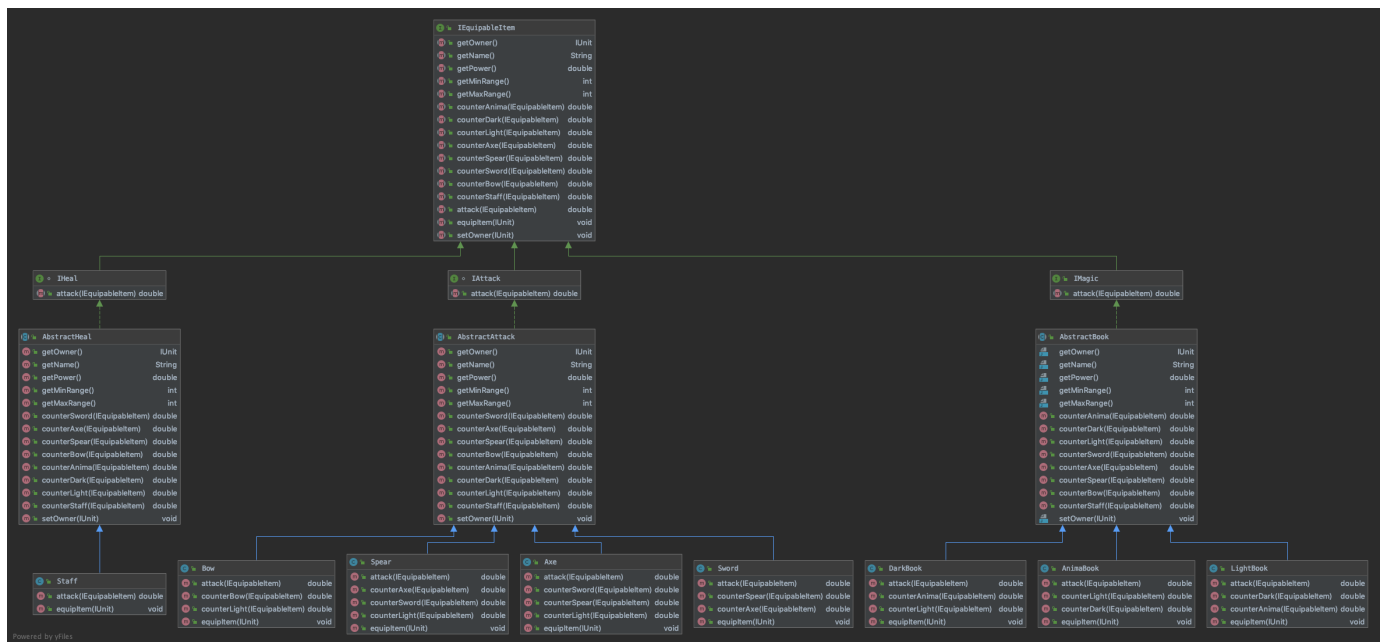 IEquipableItem
getOwner() IUnit
getName() String
getPower() double
getMinRange() int
getMaxRange() int
counterAnima(IEquipableItem) double
counterDark(IEquipableItem) double
counterLight(IEquipableItem) double
counterAxe(IEquipableItem) double
counterSpear(IEquipableItem) double
counterSword(IEquipableItem) double
counterBow(IEquipableItem) double
counterStaff(IEquipableItem) double
attack(IEquipableItem) double
equipItem(IUnit) void
setOwner(IUnit) void
IHeal
attack(IEquipableItem) double
IAttack
attack(IEquipableItem) double
IMagic
attack(IEquipableItem) double
AbstractHeal
getOwner() IUnit
getName() String
getPower() double
getMinRange() int
getMaxRange() int
counterSword(IEquipableItem) double
counterAxe(IEquipableItem) double
counterSpear(IEquipableItem) double
counterBow(IEquipableItem) double
counterAnima(IEquipableItem) double
counterDark(IEquipableItem) double
counterLight(IEquipableItem) double
counterStaff(IEquipableItem) double
setOwner(IUnit) void
AbstractAttack
getOwner() IUnit
getName() String
getPower() double
getMinRange() int
getMaxRange() int
counterSword(IEquipableItem) double
counterAxe(IEquipableItem) double
counterSpear(IEquipableItem) double
counterBow(IEquipableItem) double
counterAnima(IEquipableItem) double
counterDark(IEquipableItem) double
counterLight(IEquipableItem) double
counterStaff(IEquipableItem) double
setOwner(IUnit) void
AbstractBook
getOwner() IUnit
getName() String
getPower() double
getMinRange() int
getMaxRange() int
counterAnima(IEquipableItem) double
counterDark(IEquipableItem) double
counterLight(IEquipableItem) double
counterSword(IEquipableItem) double
counterAxe(IEquipableItem) double
counterSpear(IEquipableItem) double
counterBow(IEquipableItem) double
counterStaff(IEquipableItem) double
setOwner(IUnit) void
Staff
attack(IEquipableItem) double
equipItem(IUnit) void
Bow
attack(IEquipableItem) double
counterBow(IEquipableItem) double
counterLight(IEquipableItem) double
equipItem(IUnit) void
Spear
attack(IEquipableItem) double
counterAxe(IEquipableItem) double
counterSword(IEquipableItem) double
counterLight(IEquipableItem) double
equipItem(IUnit) void
Axe
attack(IEquipableItem) double
counterSword(IEquipableItem) double
counterSpear(IEquipableItem) double
counterLight(IEquipableItem) double
equipItem(IUnit) void
Sword
attack(IEquipableItem) double
counterSpear(IEquipableItem) double
counterAxe(IEquipableItem) double
equipItem(IUnit) void
DarkBook
attack(IEquipableItem) double
counterAnima(IEquipableItem) double
counterLight(IEquipableItem) double
equipItem(IUnit) void
AnimaBook
attack(IEquipableItem) double
counterLight(IEquipableItem) double
counterDark(IEquipableItem) double
equipItem(IUnit) void
LightBook
attack(IEquipableItem) double
counterDark(IEquipableItem) double
counterAnima(IEquipableItem) double
equipItem(IUnit) void
Powered by yFiles